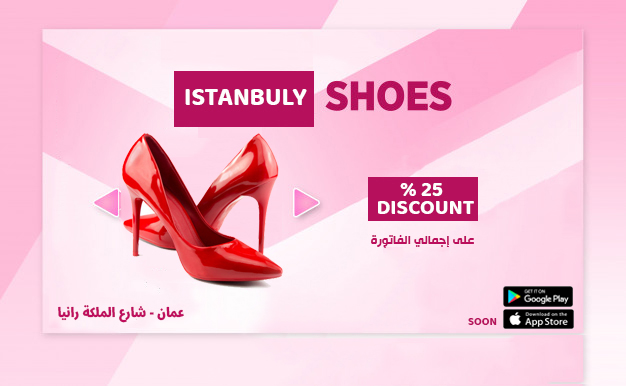 ISTANBULY SHOES
% 25
DISCOUNT
على إجمالي الفاتورة
عمان - شارع الملكة رانيا
SOON
GET IT ON
Google Play
Download on the
App Store